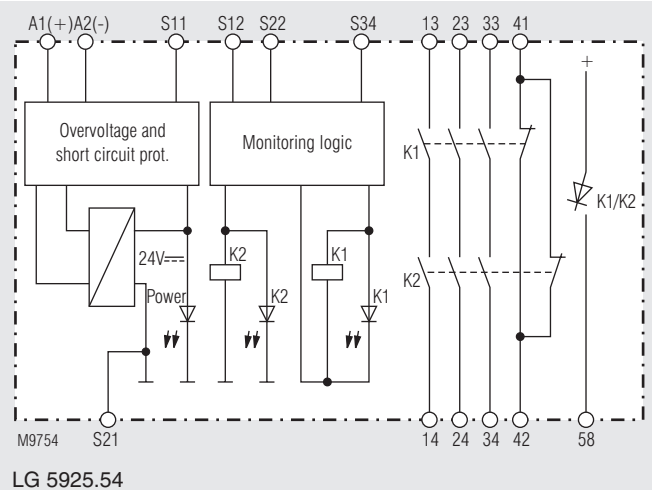 A1(+) A2(-) S11 S12 S22 S34 13 23 33 41
+
Overvoltage and
short circuit prot.
Monitoring logic
K1
K1/K2
24V
K2 K1
K2
Power K2 K1
M9754 S21 14 24 34 42 58
LG 5925.54